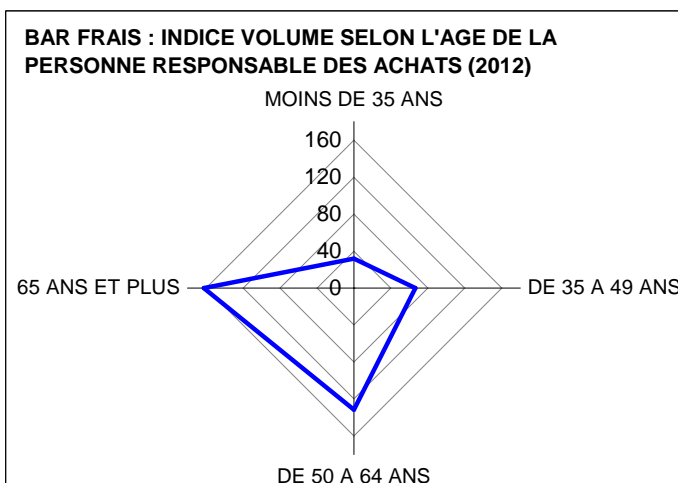 BAR FRAIS : INDICE VOLUME SELON L'AGE DE LA
PERSONNE RESPONSABLE DES ACHATS (2012)
MOINS DE 35 ANS
160
120
80
40
0
65 ANS ET PLUS
DE 35 A 49 ANS
DE 50 A 64 ANS